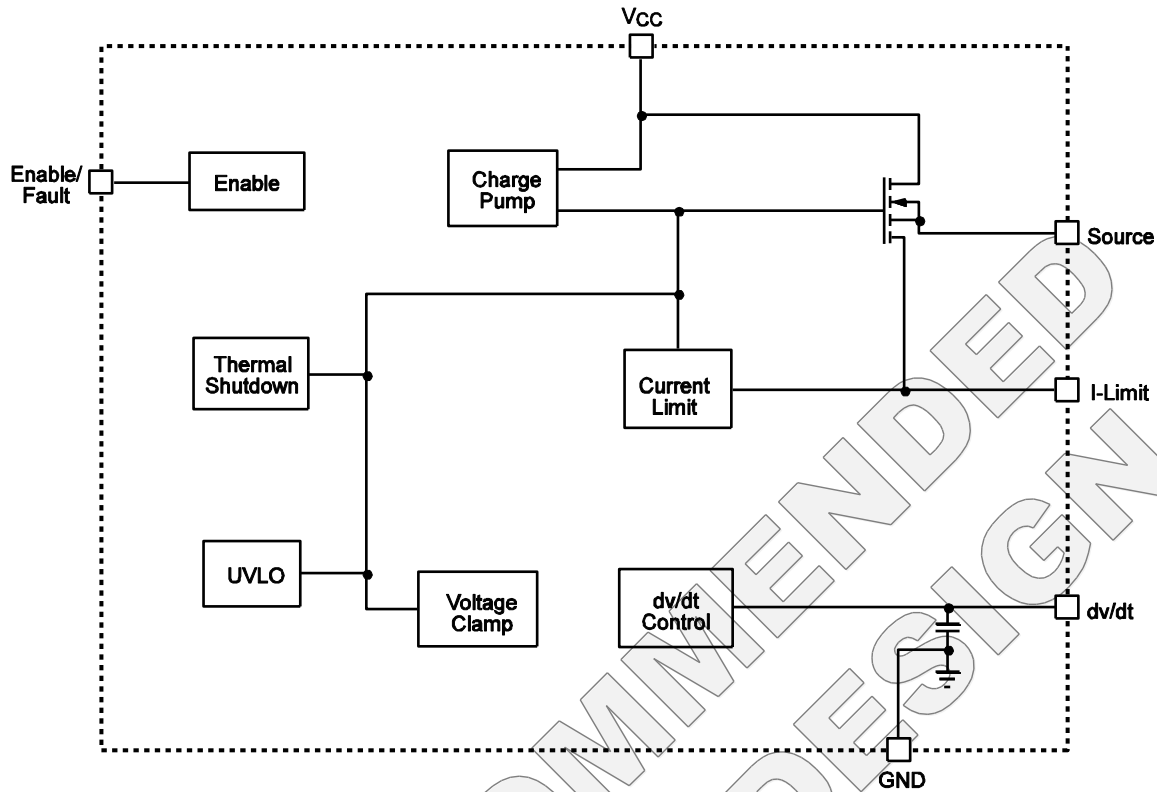 VCC
Enable/
Fault
Enable
Charge
Pump
Source
Thermal
Shutdown
Current
Limit
I-Limit
UVLO
Voltage
Clamp
dv/dt
Control
dv/dt
GND